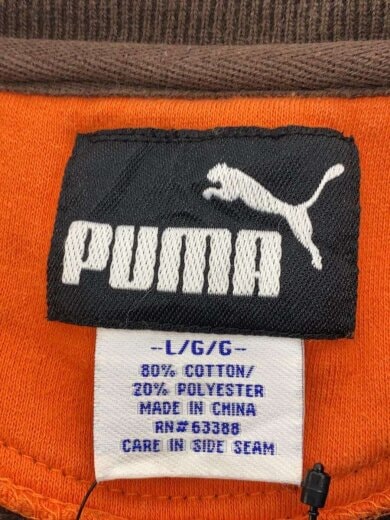 PUMA
--L/G/G--
80% COTTON/
20% POLYESTER
MADE IN CHINA
RN#63388
CARE IN SIDE SEAM